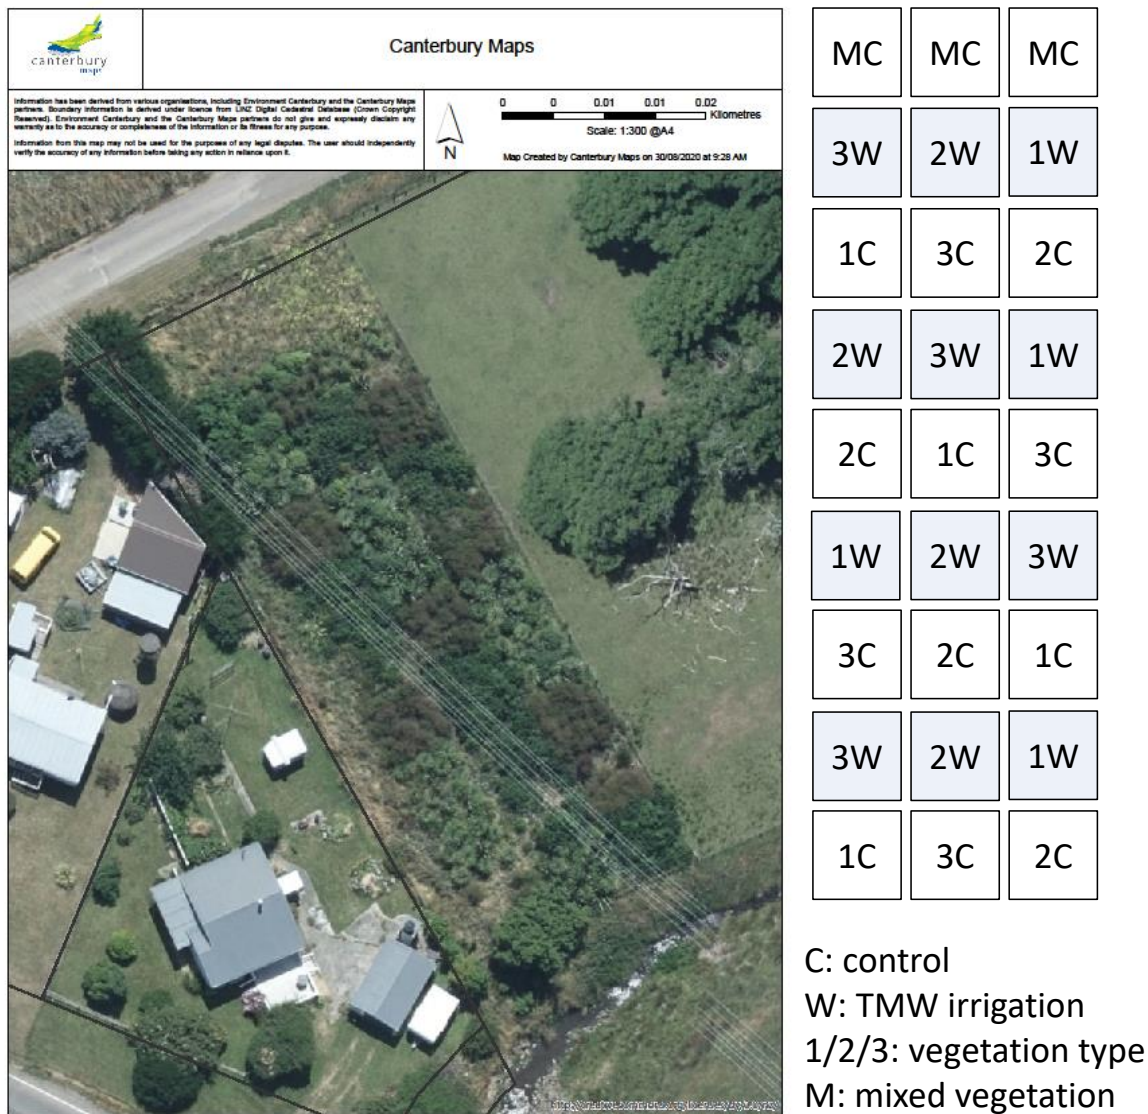 canterbury
maps
Canterbury Maps
Information has been derived from various organisations, including Environment Canterbury and the Canterbury Maps
partners. Boundary information is derived under licence from LINZ Digital Cadastral Database (Crown Copyright
Reserved). Environment Canterbury and the Canterbury Maps partners do not give and expressly disclaim any
warranty as to the accuracy or completeness of the information or its fitness for any purpose.
Information from this map may not be used for the purposes of any legal disputes. The user should independently
verify the accuracy of any information before taking any action in reliance upon it.
N
0 0 0.01 0.01 0.02
Kilometres
Scale: 1:300 @A4
Map Created by Canterbury Maps on 30/08/2020 at 9:28 AM
MC MC MC
3W 2W 1W
1C 3C 2C
2W 3W 1W
2C 1C 3C
1W 2W 3W
3C 2C 1C
3W 2W 1W
1C 3C 2C
C: control
W: TMW irrigation
1/2/3: vegetation type
M: mixed vegetation